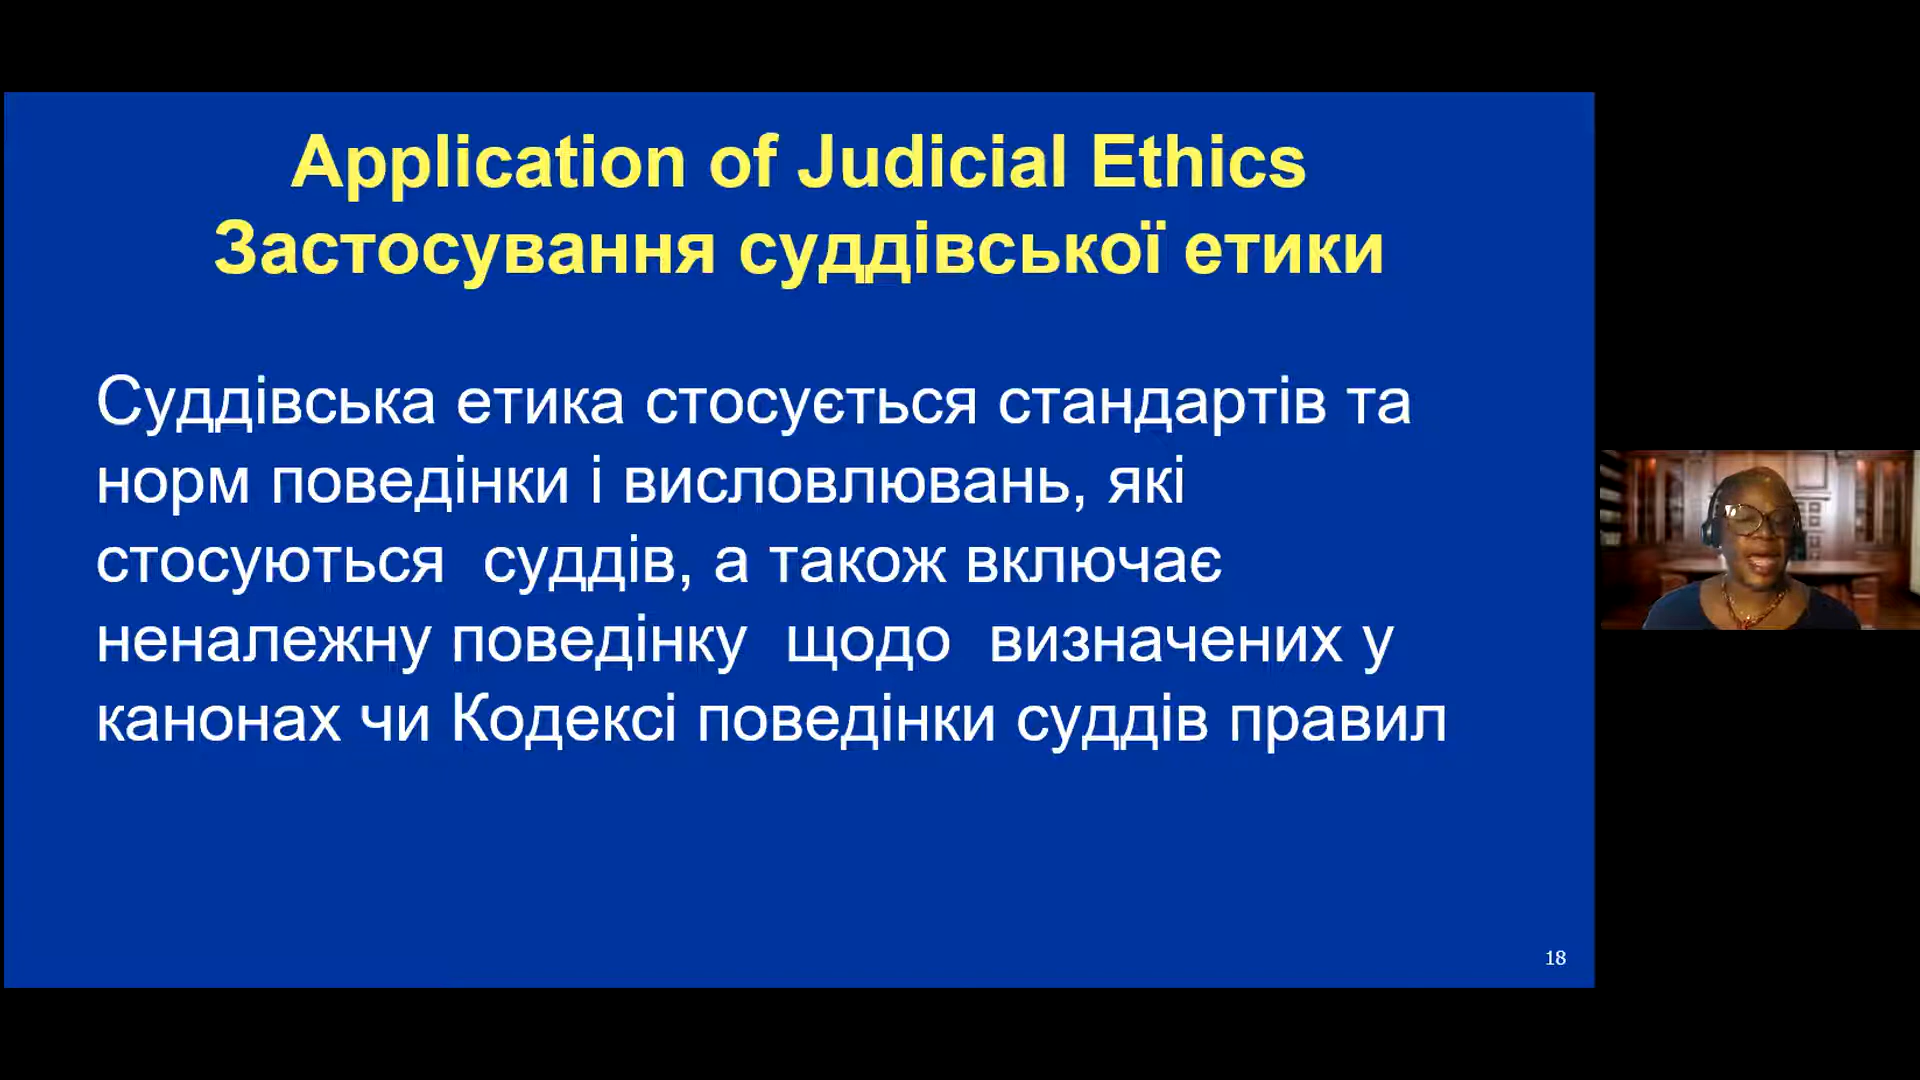 Application of Judicial Ethics
Застосування суддівської етики
Суддівська етика стосується стандартів та
норм поведінки і висловлювань, які
стосуються суддів, а також включає
неналежну поведінку щодо визначених у
канонах чи Кодексі поведінки суддів правил
18